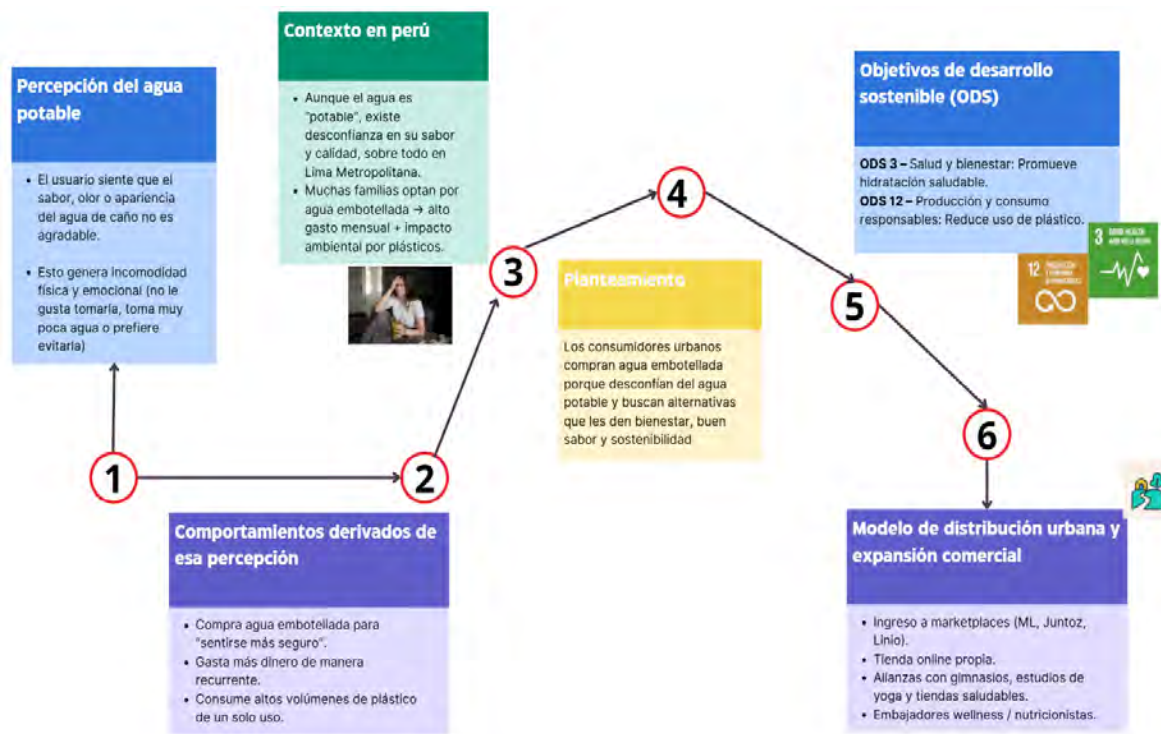 Percepción del agua
potable
• El usuario siente que el
sabor, olor o apariencia
del agua de caño no es
agradable.
• Esto genera incomodidad
física y emocional (no le
gusta tomarla, toma muy
poca agua o prefiere
evitarla)
1
2
Comportamientos derivados de
esa percepción
• Compra agua embotellada para
"sentirse más seguro".
• Gasta más dinero de manera
recurrente.
• Consume altos volúmenes de plástico
de un solo uso.
Contexto en perú
• Aunque el agua es
"potable", existe
desconfianza en su sabor
y calidad, sobre todo en
Lima Metropolitana.
• Muchas familias optan por
agua embotellada → alto
gasto mensual + impacto
ambiental por plásticos.
3
4
Planteamiento
Los consumidores urbanos
compran agua embotellada
porque desconfían del agua
potable y buscan alternativas
que les den bienestar, buen
sabor y sostenibilidad
5
Objetivos de desarrollo
sostenible (ODS)
ODS 3 – Salud y bienestar: Promueve
hidratación saludable.
ODS 12 – Producción y consumo
responsables: Reduce uso de plástico.
3
12
6
Modelo de distribución urbana y
expansión comercial
• Ingreso a marketplaces (ML, Juntoz,
Linio).
• Tienda online propia.
• Alianzas con gimnasios, estudios de
yoga y tiendas saludables.
• Embajadores wellness / nutricionistas.